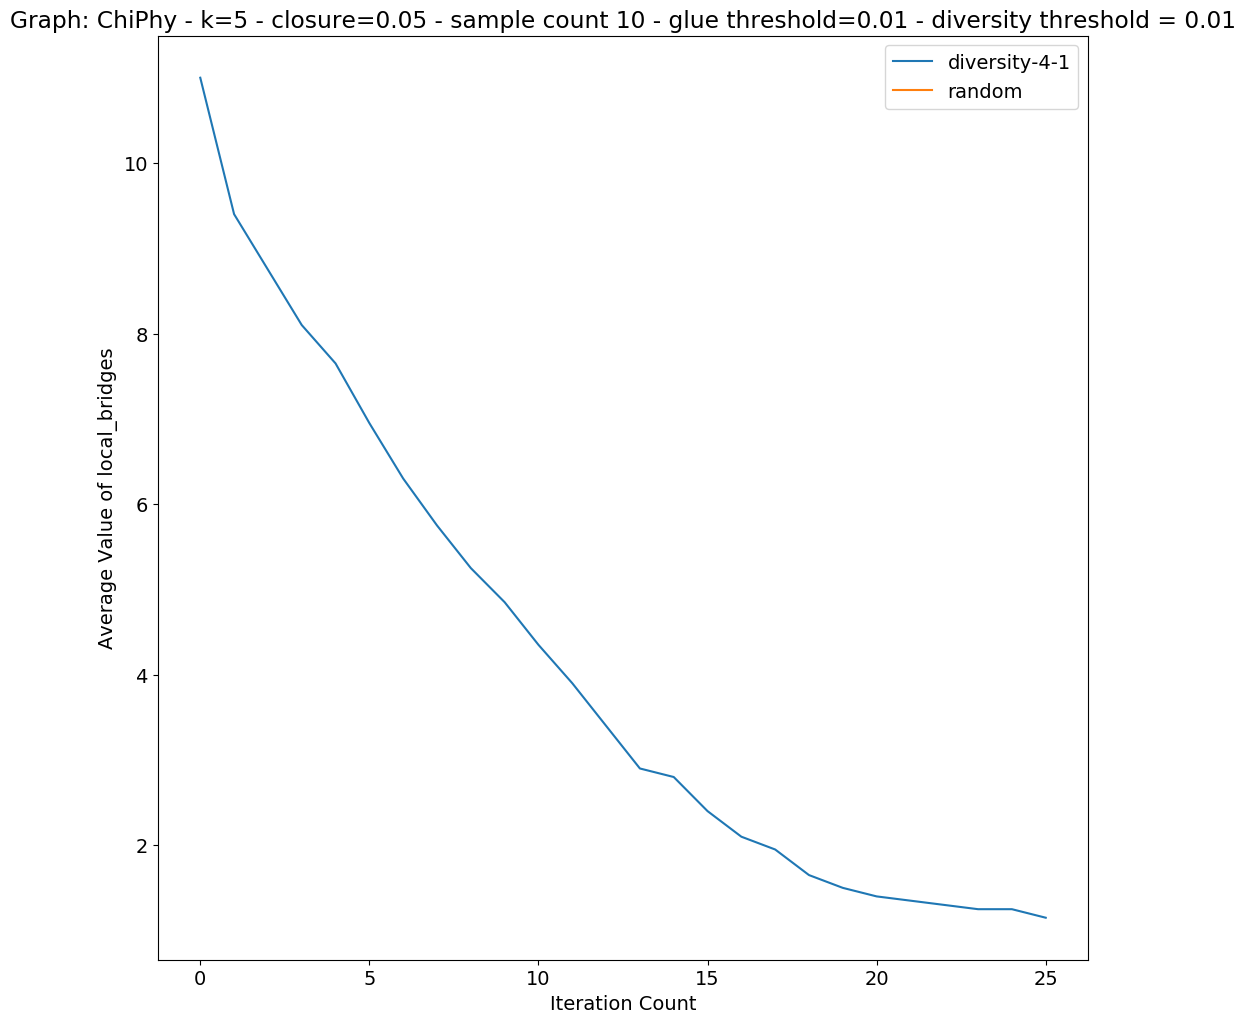 Graph: ChiPhy - k=5 - closure=0.05 - sample count 10 - glue threshold=0.01 - diversity threshold = 0.01
diversity-4-1
random
10
8
6
4
2
Average Value of local_bridges
0 5 10 15 20 25
Iteration Count